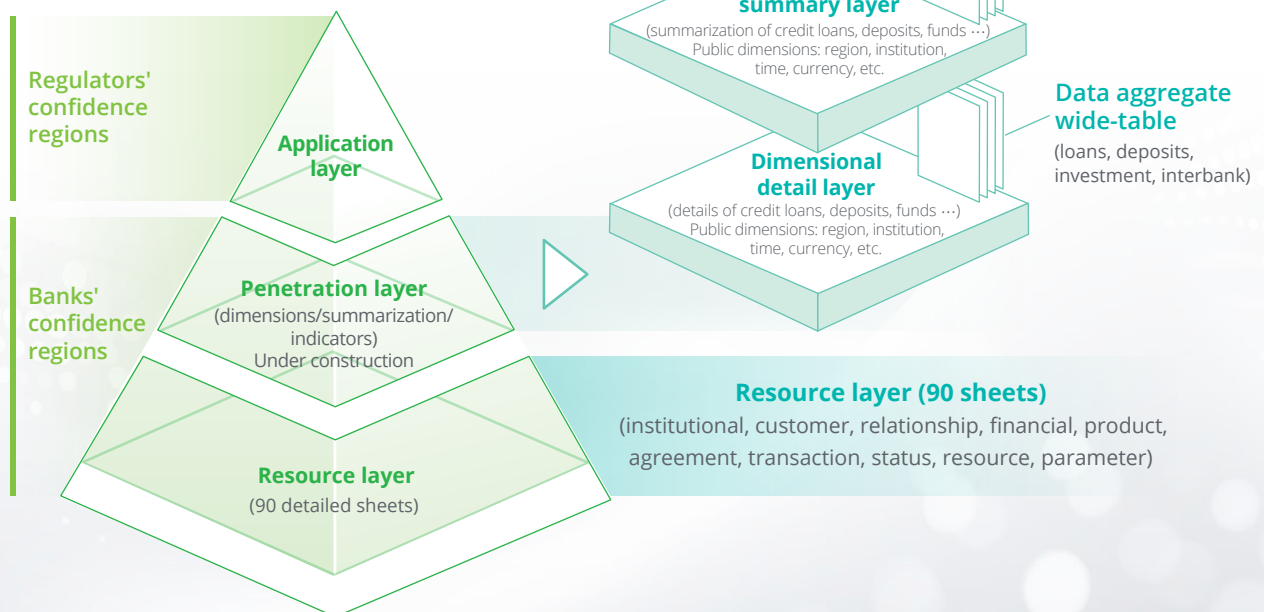 Regulators'
confidence
regions
Banks'
confidence
regions
Application
layer
Penetration layer
(dimensions/summarization/
indicators)
Under construction
Resource layer
(90 detailed sheets)
summary layer
(summarization of credit loans, deposits, funds ···)
Public dimensions: region, institution,
time, currency, etc.
Dimensional
detail layer
(details of credit loans, deposits, funds ···)
Public dimensions: region, institution,
time, currency, etc.
Data aggregate
wide-table
(loans, deposits,
investment, interbank)
Resource layer (90 sheets)
(institutional, customer, relationship, financial, product,
agreement, transaction, status, resource, parameter)